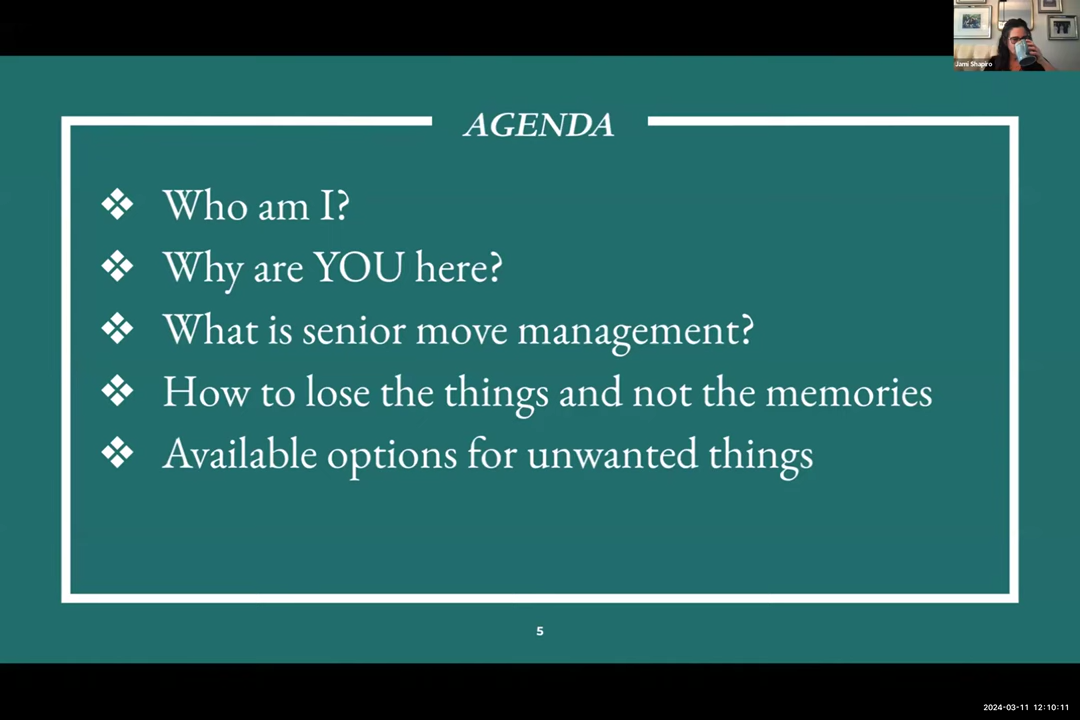 Jami Shapiro
AGENDA
❖ Who am I?
❖ Why are YOU here?
❖ What is senior move management?
❖ How to lose the things and not the memories
❖ Available options for unwanted things
5
2024-03-11 12:10:11